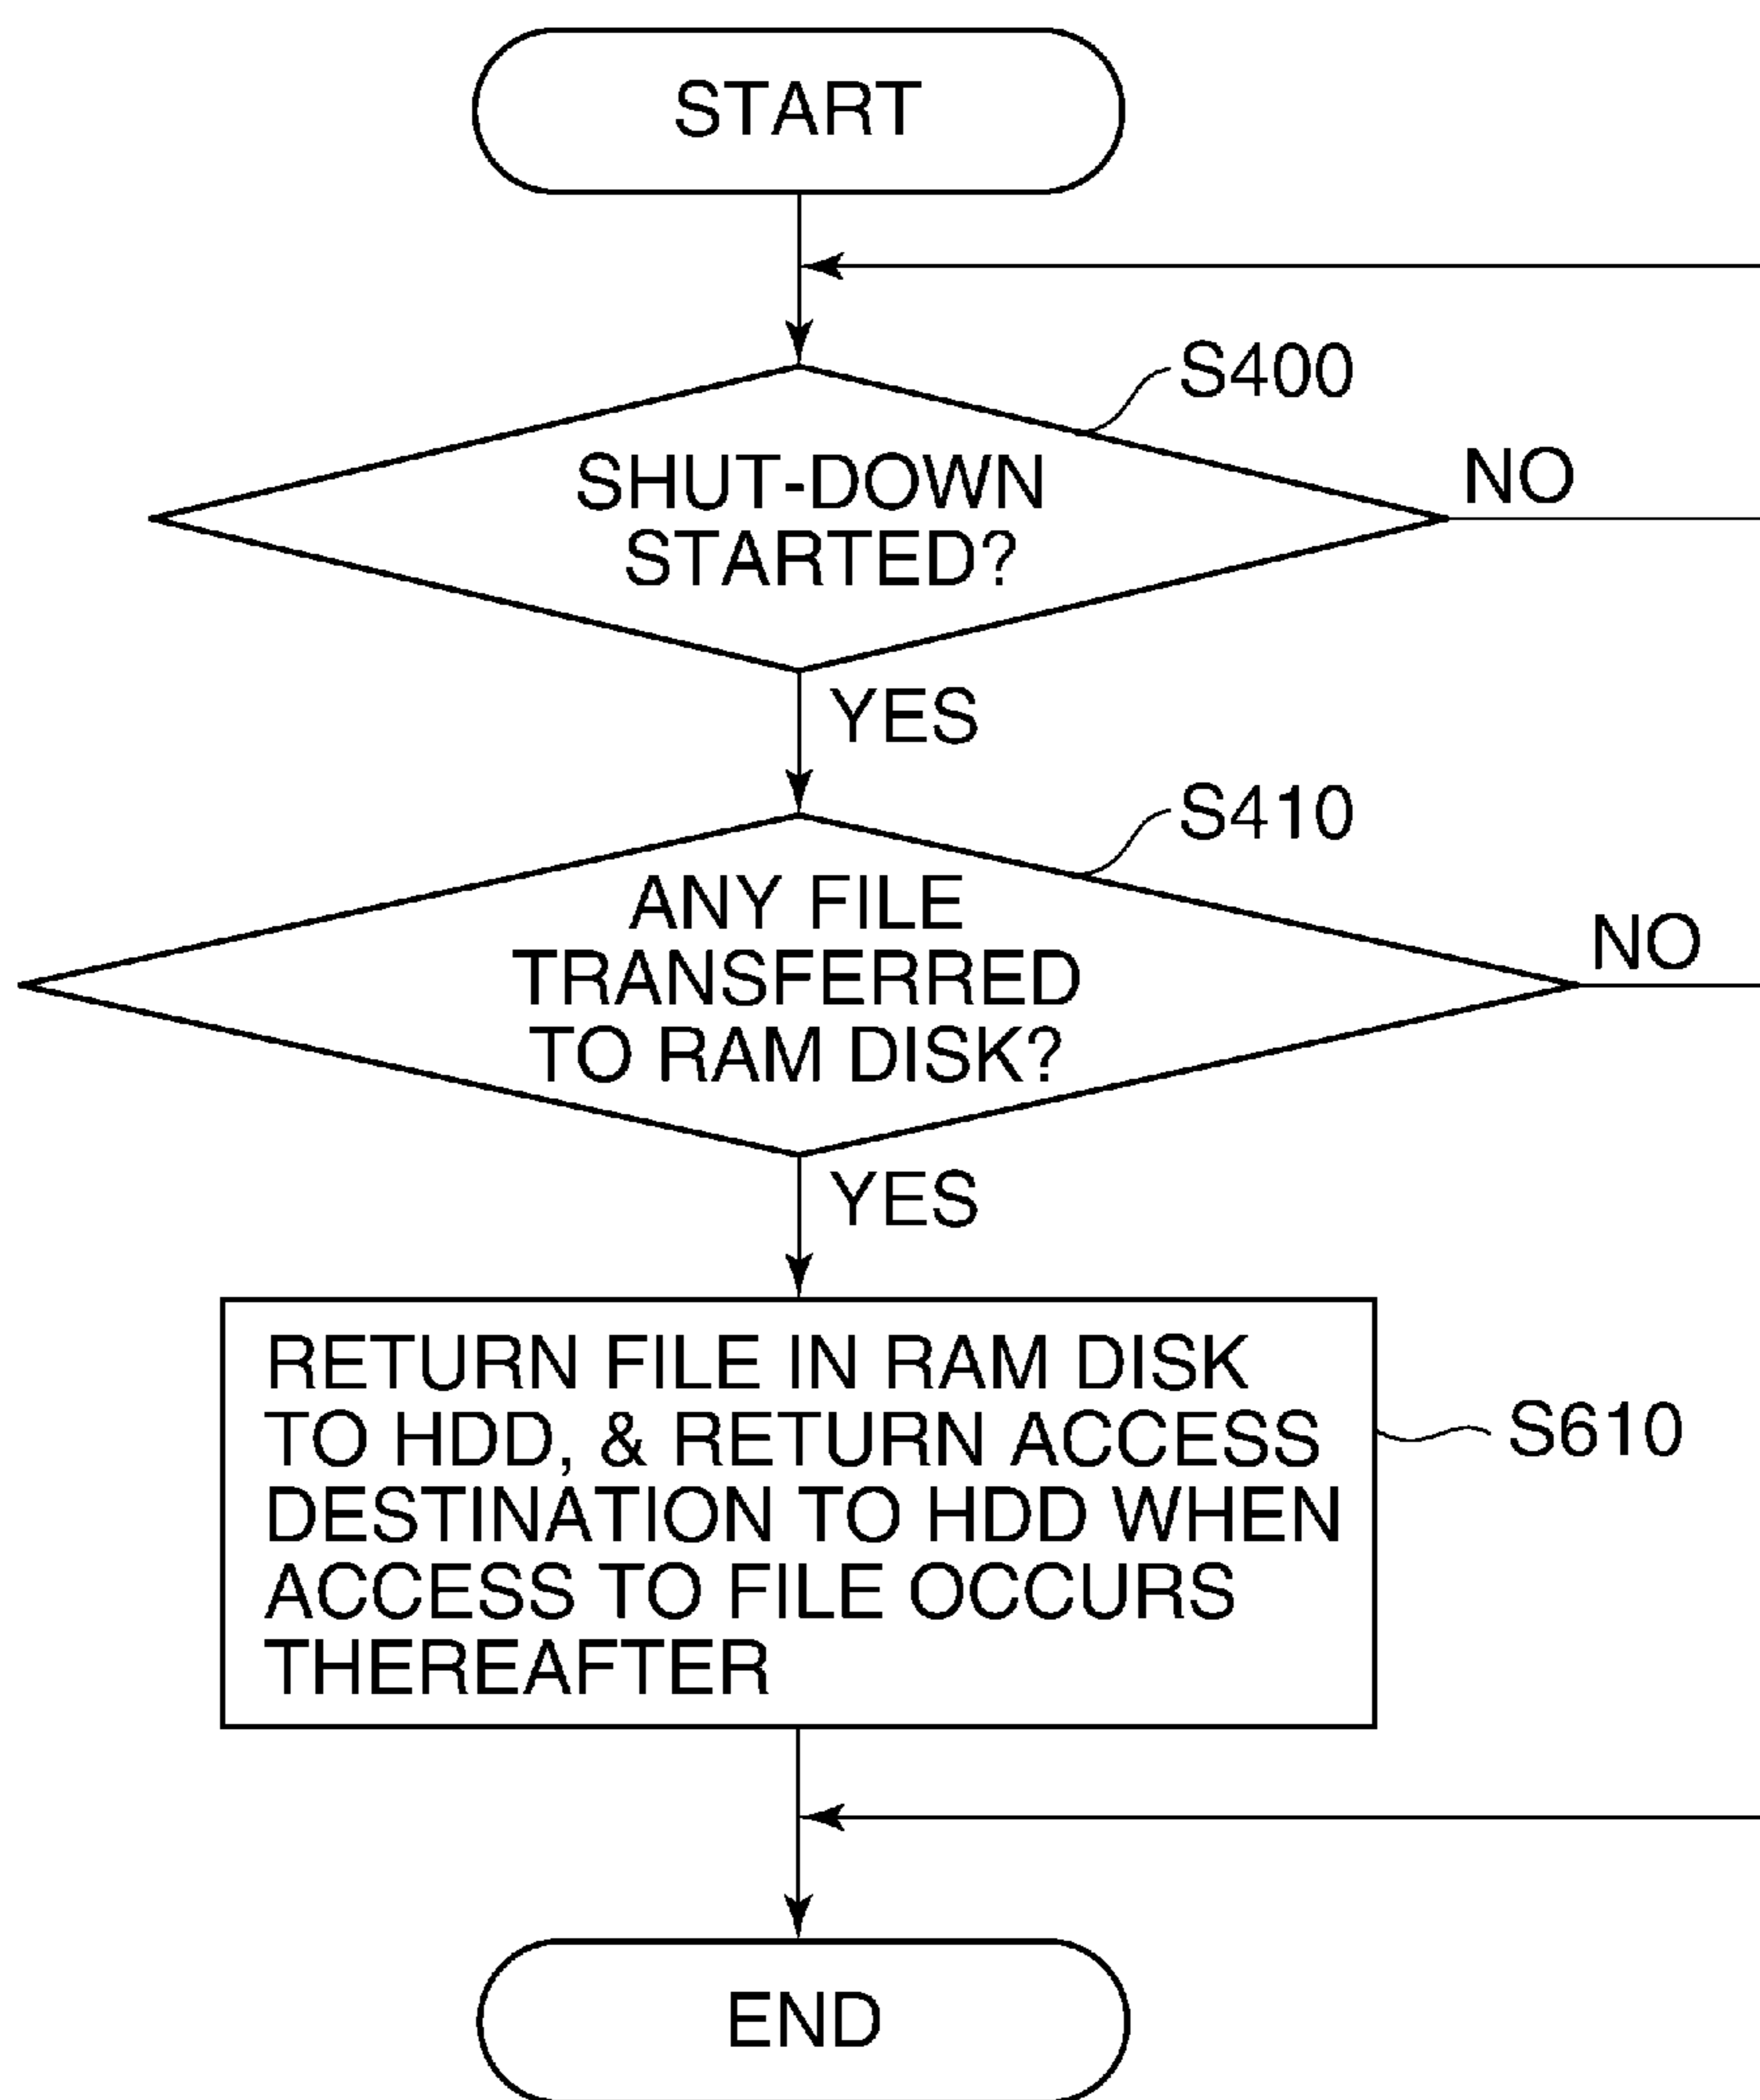 START
S400
SHUT-DOWN
STARTED?
NO
YES
S410
ANY FILE
TRANSFERRED
TO RAM DISK?
NO
YES
RETURN FILE IN RAM DISK
TO HDD, & RETURN ACCESS
DESTINATION TO HDD WHEN
ACCESS TO FILE OCCURS
THEREAFTER
S610
END